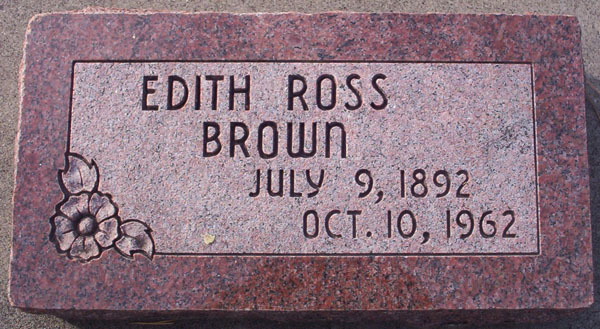 EDITH ROSS
BROWN
JULY 9, 1892
OCT. 10, 1962